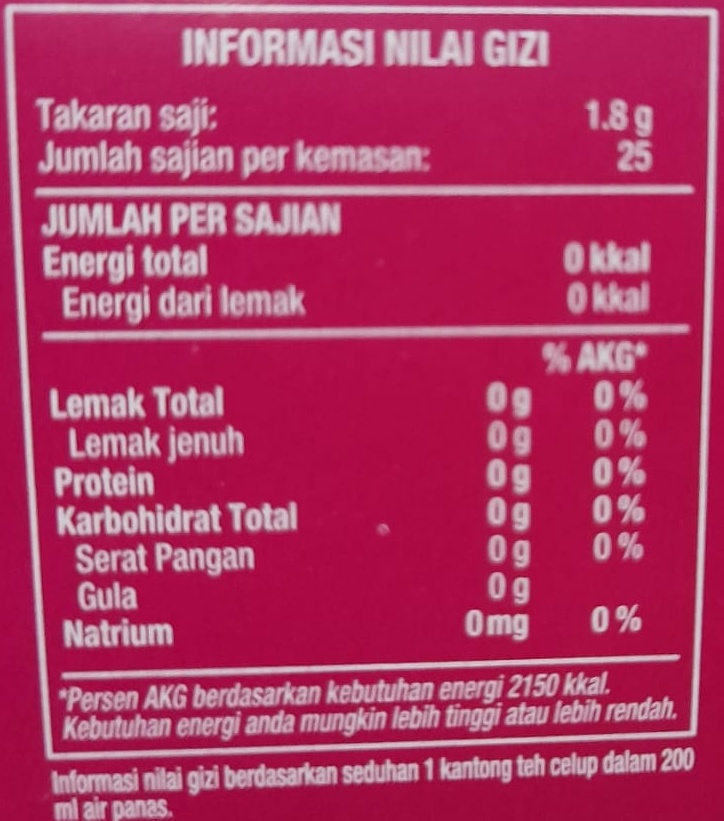 INFORMASI NILAI GIZI
Takaran saji: 1.8 g
Jumlah sajian per kemasan: 25
JUMLAH PER SAJIAN
Energi total 0 kkal
Energi dari lemak 0 kkal
% AKG*
Lemak Total 0 g 0 %
Lemak jenuh 0 g 0 %
Protein 0 g 0 %
Karbohidrat Total 0 g 0 %
Serat Pangan 0 g 0 %
Gula 0 g
Natrium 0 mg 0 %
*Persen AKG berdasarkan kebutuhan energi 2150 kkal.
Kebutuhan energi anda mungkin lebih tinggi atau lebih rendah.
Informasi nilai gizi berdasarkan seduhan 1 kantong teh celup dalam 200
ml air panas.